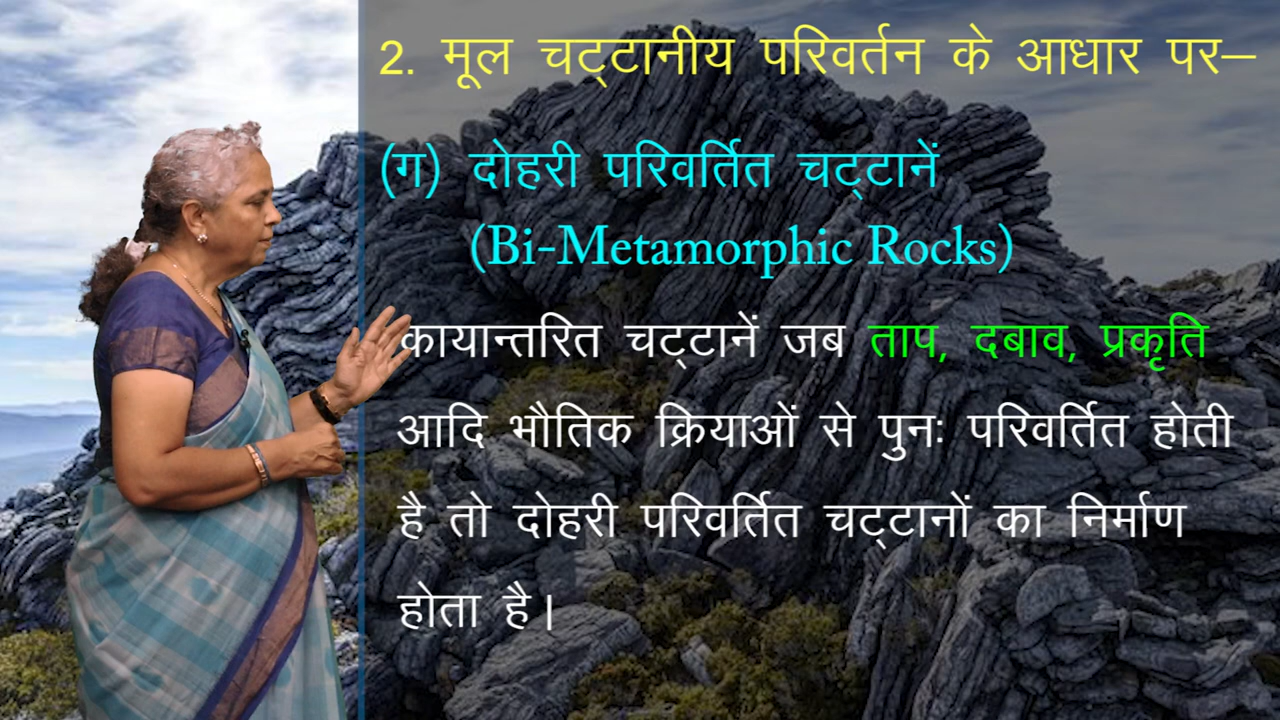 2. मूल चट्टानीय परिवर्तन के आधार पर–
(ग) दोहरी परिवर्तित चट्टानें
(Bi-Metamorphic Rocks)
कायान्तरित चट्टानें जब ताप, दबाव, प्रकृति
आदि भौतिक क्रियाओं से पुनः परिवर्तित होती
है तो दोहरी परिवर्तित चट्टानों का निर्माण
होता है।